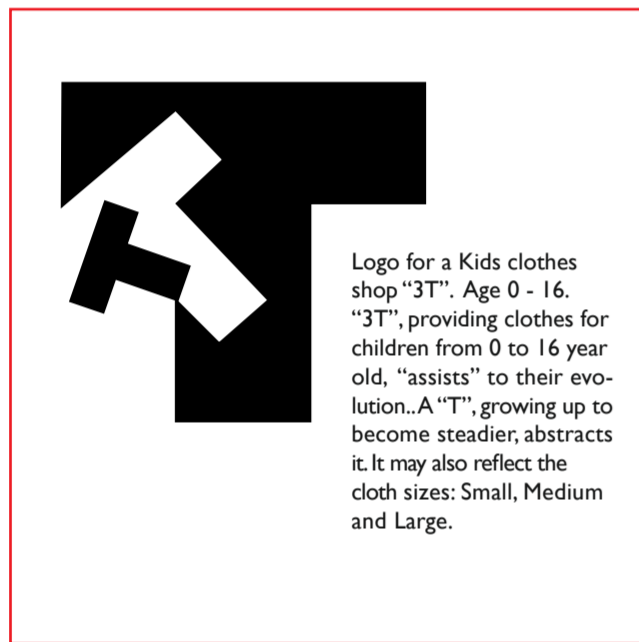 Logo for a Kids clothes
shop “3T”. Age 0 - 16.
“3T”, providing clothes for
children from 0 to 16 year
old, “assists” to their evo-
lution..A “T”, growing up to
become steadier, abstracts
it. It may also reflect the
cloth sizes: Small, Medium
and Large.